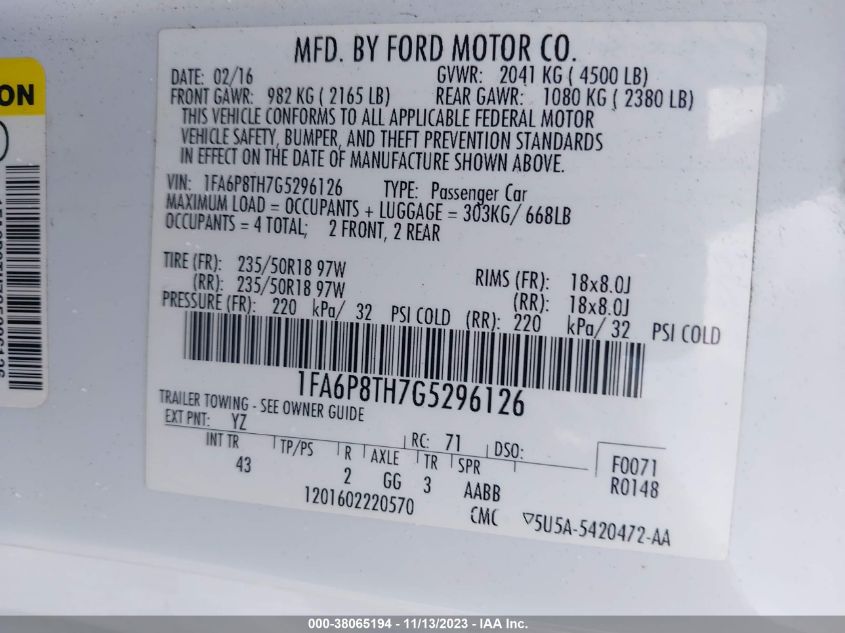 MFD. BY FORD MOTOR CO.
DATE: 02/16 GVWR: 2041 KG ( 4500 LB)
FRONT GAWR: 982 KG ( 2165 LB) REAR GAWR: 1080 KG ( 2380 LB)
THIS VEHICLE CONFORMS TO ALL APPLICABLE FEDERAL MOTOR
VEHICLE SAFETY, BUMPER, AND THEFT PREVENTION STANDARDS
IN EFFECT ON THE DATE OF MANUFACTURE SHOWN ABOVE.
VIN: 1FA6P8TH7G5296126 TYPE: Passenger Car
MAXIMUM LOAD = OCCUPANTS + LUGGAGE = 303KG/ 668LB
OCCUPANTS = 4 TOTAL; 2 FRONT, 2 REAR
TIRE (FR): 235/50R18 97W RIMS (FR): 18x8.0J
(RR): 235/50R18 97W (RR): 18x8.0J
PRESSURE (FR): 220 kPa/ 32 PSI COLD (RR): 220 kPa/ 32 PSI COLD
1FA6P8TH7G5296126
TRAILER TOWING - SEE OWNER GUIDE
EXT PNT: YZ RC: 71 DSO:
INT TR TP/PS R AXLE TR SPR F0071
43 2 GG 3 AABB R0148
1201602220570 CMC ▽5U5A-5420472-AA
ON
000-38065194 - 11/13/2023 - IAA Inc.